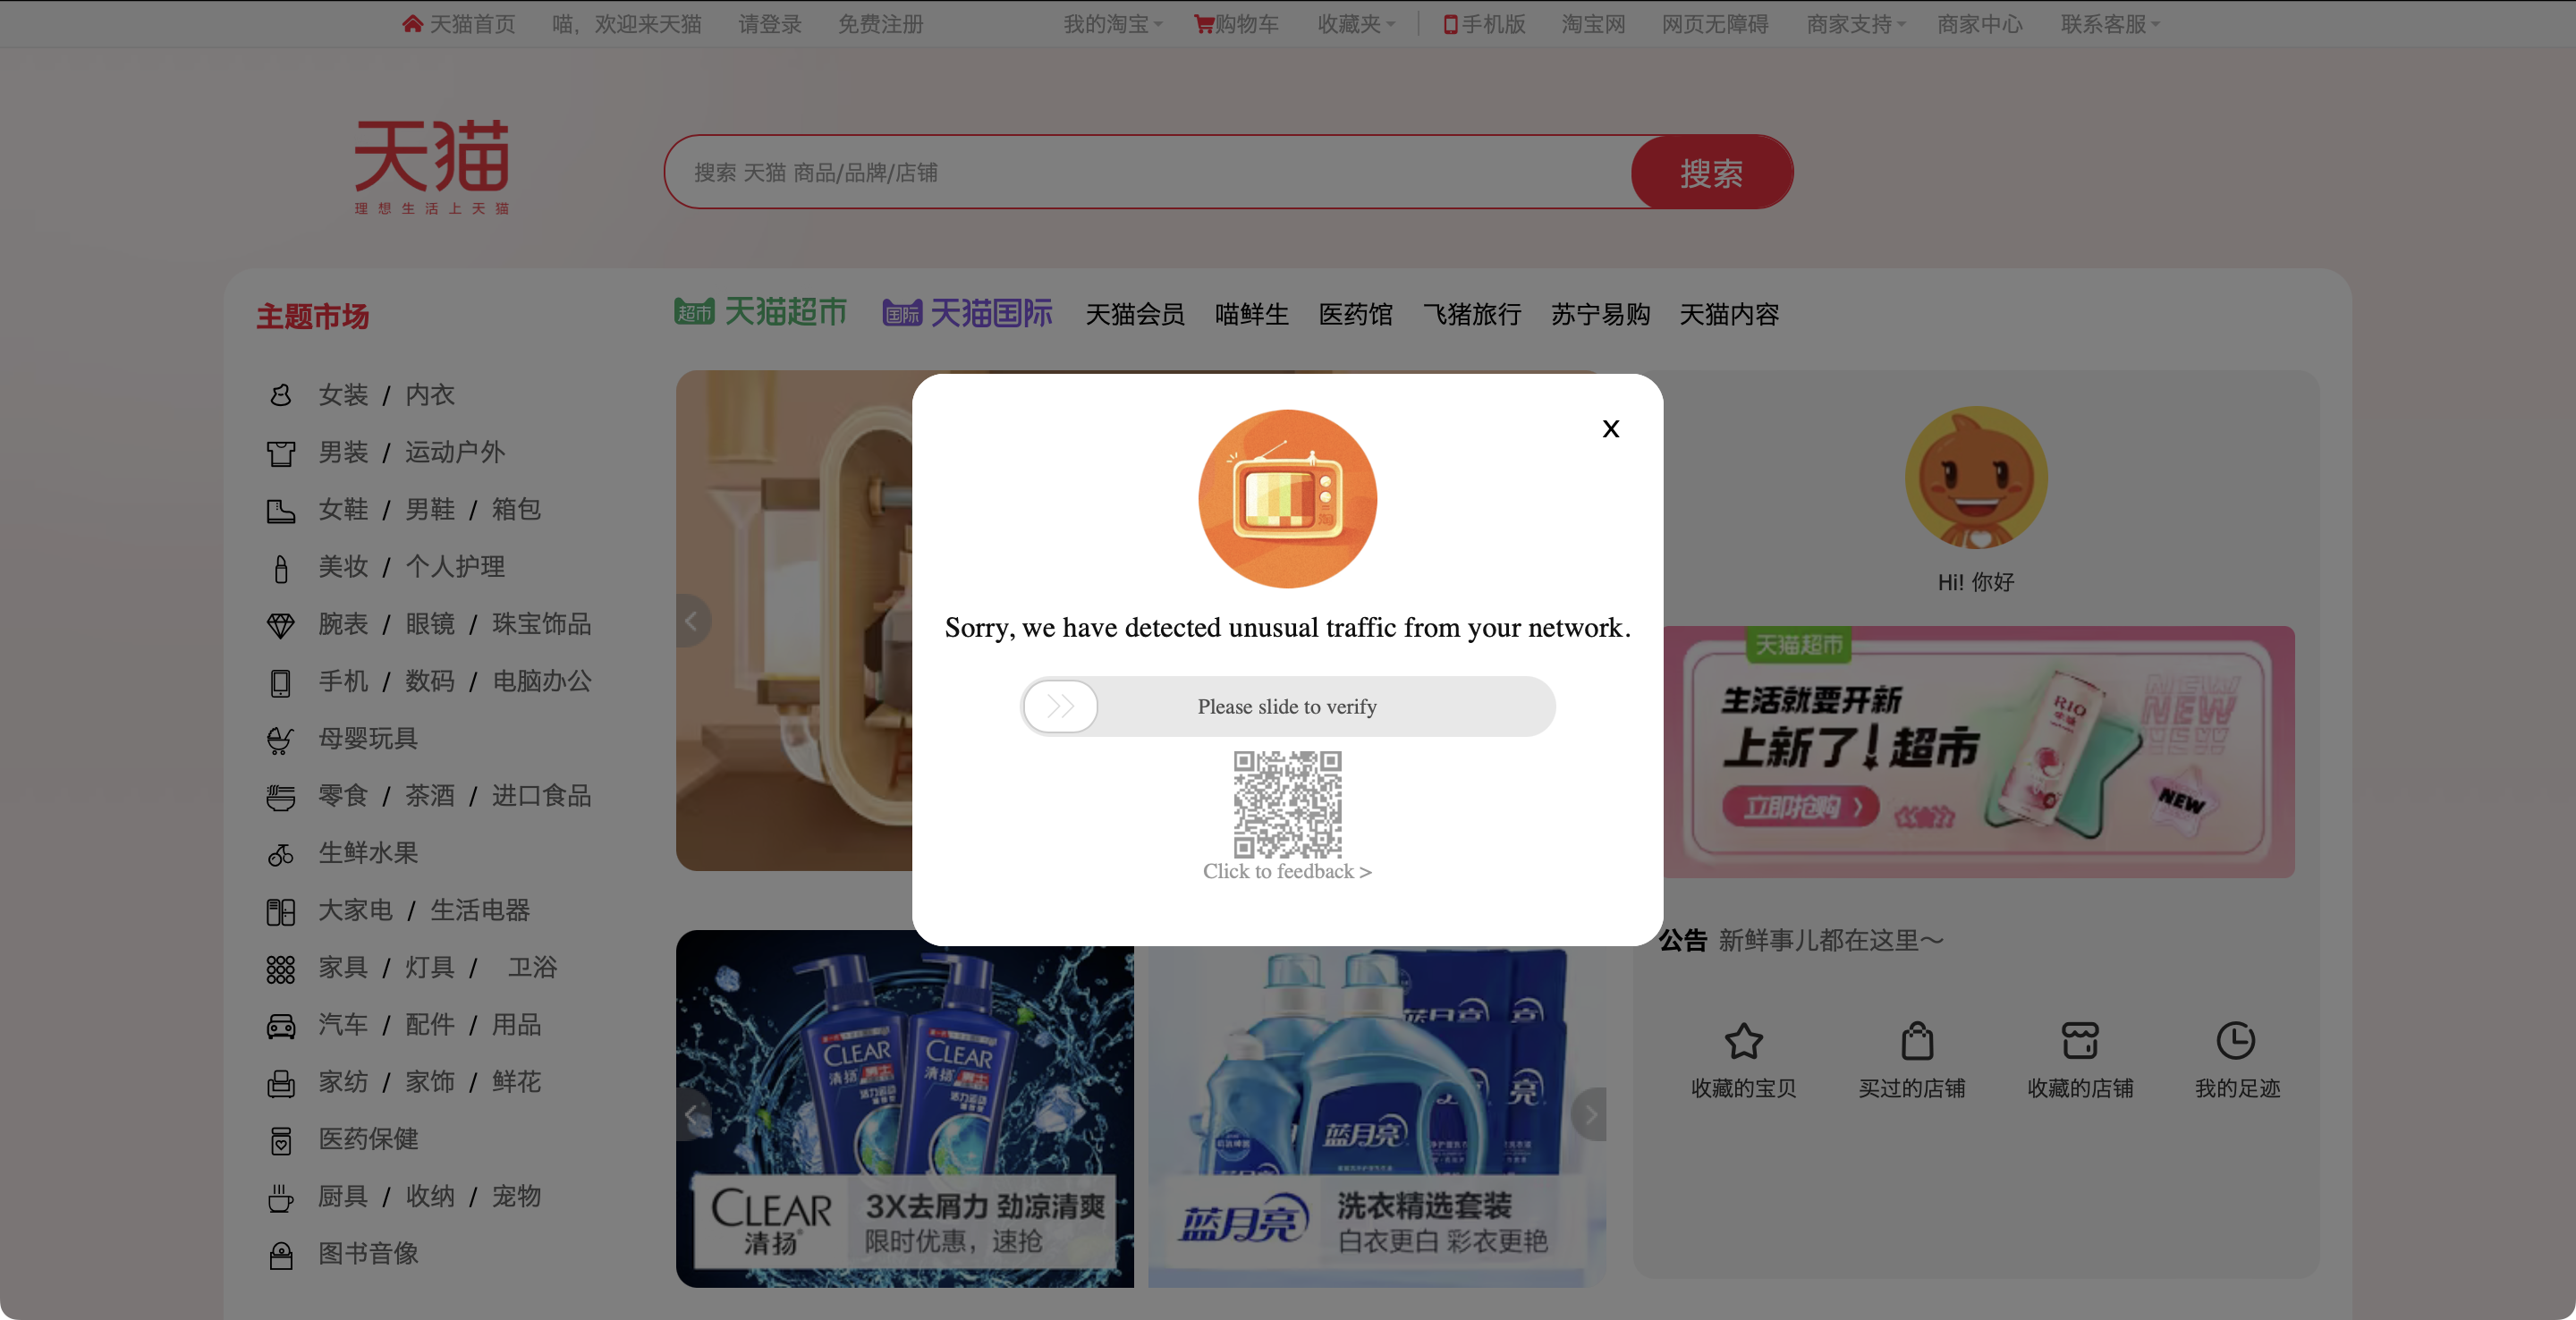 天猫首页 喵，欢迎来天猫 请登录 免费注册 我的淘宝 购物车 收藏夹 手机版 淘宝网 网页无障碍 商家支持 商家中心 联系客服
天猫
理想生活上天猫
搜索 天猫 商品/品牌/店铺
搜索
主题市场
超市 天猫超市 国际 天猫国际 天猫会员 喵鲜生 医药馆 飞猪旅行 苏宁易购 天猫内容
女装 / 内衣
男装 / 运动户外
女鞋 / 男鞋 / 箱包
美妆 / 个人护理
腕表 / 眼镜 / 珠宝饰品
手机 / 数码 / 电脑办公
母婴玩具
零食 / 茶酒 / 进口食品
生鲜水果
大家电 / 生活电器
家具 / 灯具 / 卫浴
汽车 / 配件 / 用品
家纺 / 家饰 / 鲜花
医药保健
厨具 / 收纳 / 宠物
图书音像
x
Sorry, we have detected unusual traffic from your network.
Please slide to verify
Click to feedback >
Hi! 你好
天猫超市
生活就要开新
上新了！超市
立即抢购
RIO
NEW
NEW
NEW
NEW
公告 新鲜事儿都在这里～
收藏的宝贝 买过的店铺 收藏的店铺 我的足迹
CLEAR
清扬
CLEAR
清扬
CLEAR
清扬
3X去屑力 劲凉清爽
限时优惠，速抢
蓝月亮
蓝月亮
洗衣精选套装
白衣更白 彩衣更艳